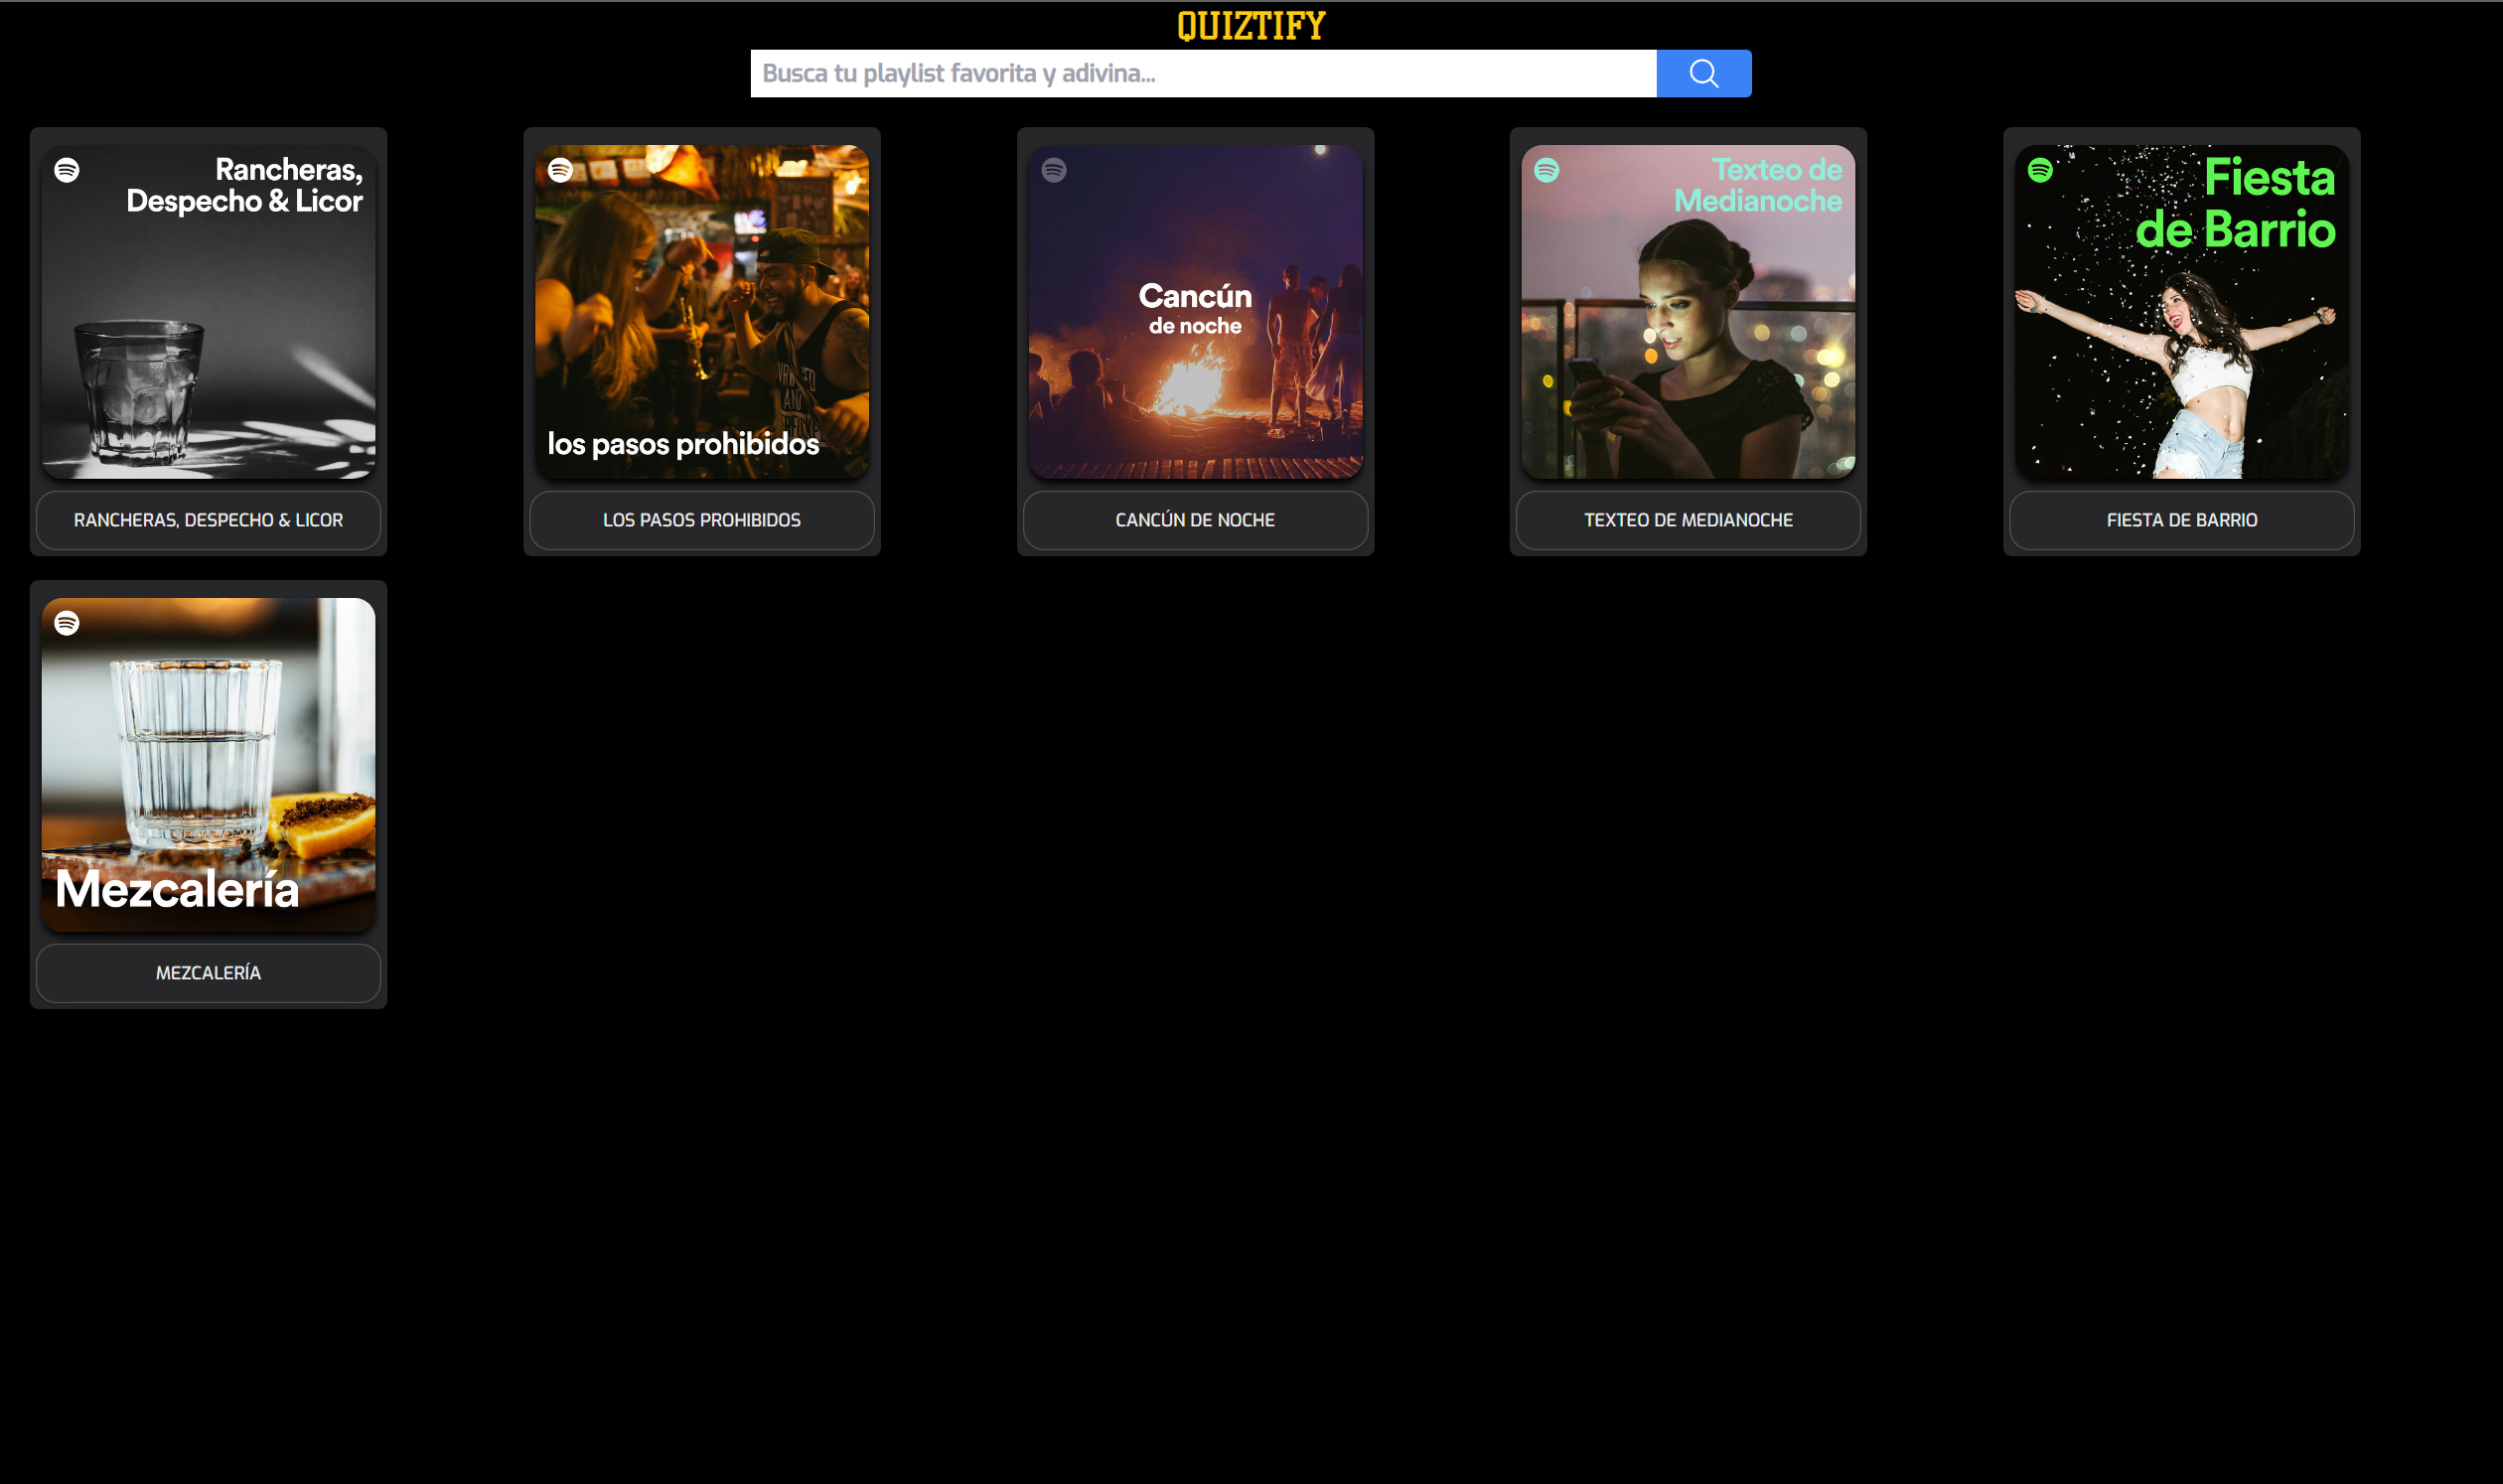 QUIZTIFY
Busca tu playlist favorita y adivina...
Rancheras,
Despecho & Licor
RANCHERAS, DESPECHO & LICOR
los pasos prohibidos
LOS PASOS PROHIBIDOS
Cancún
de noche
CANCÚN DE NOCHE
Texteo de
Medianoche
TEXTEO DE MEDIANOCHE
Fiesta
de Barrio
FIESTA DE BARRIO
Mezcalería
MEZCALERÍA